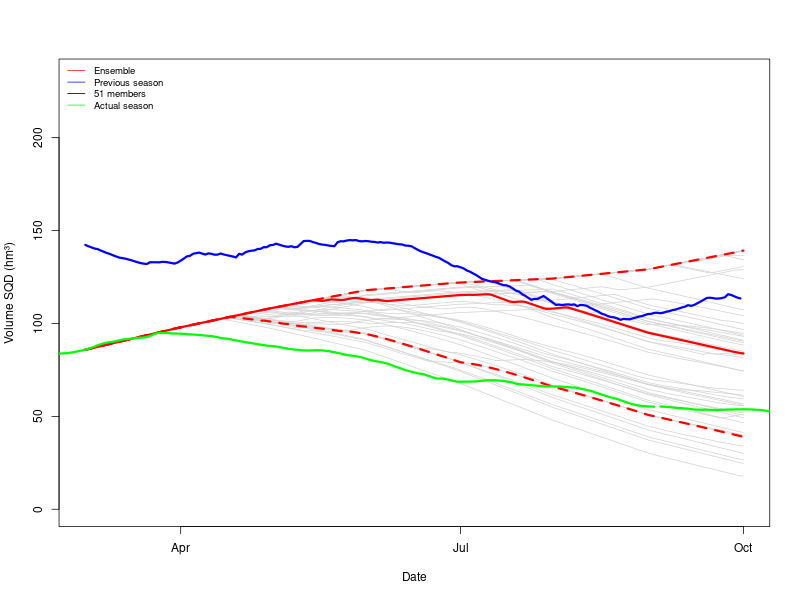 Ensemble
Previous season
51 members
Actual season
Volume SQD (hm³)
200
150
100
50
0
Apr
Jul
Oct
Date